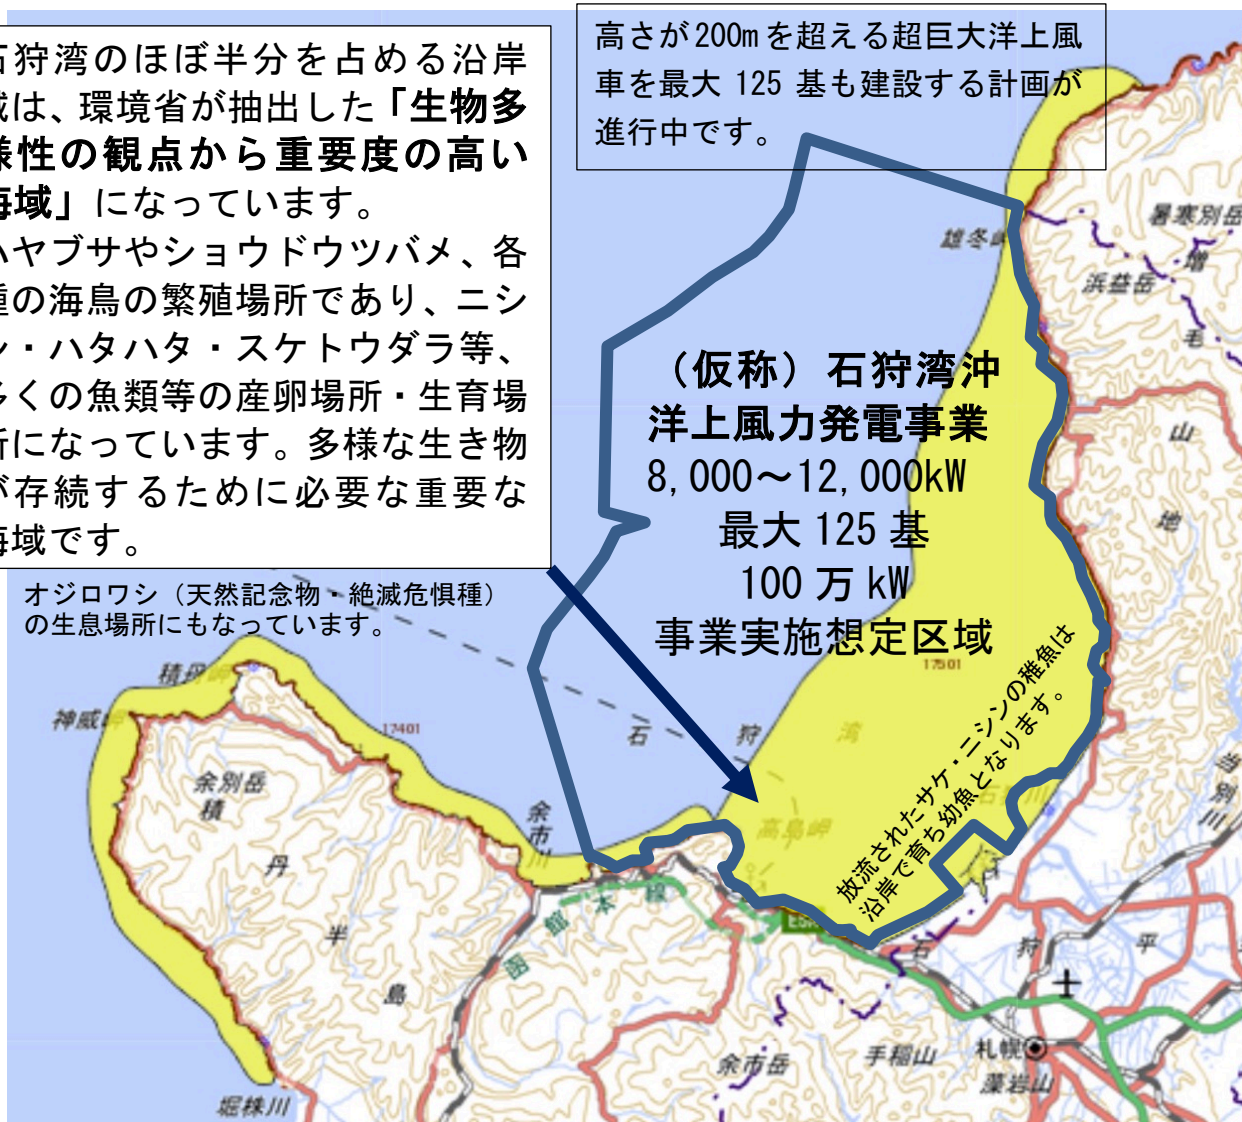 石狩湾のほぼ半分を占める沿岸
域は、環境省が抽出した「生物多
様性の観点から重要度の高い
海域」になっています。
ハヤブサやショウドウツバメ、各
種の海鳥の繁殖場所であり、ニシ
ン・ハタハタ・スケトウダラ等、
多くの魚類等の産卵場所・生育場
所になっています。多様な生き物
が存続するために必要な重要な
海域です。
オジロワシ（天然記念物・絶滅危惧種）
の生息場所にもなっています。
高さが200mを超える超巨大洋上風
車を最大 125 基も建設する計画が
進行中です。
（仮称）石狩湾沖
洋上風力発電事業
8,000～12,000kW
最大 125 基
100 万 kW
事業実施想定区域
放流されたサケ・ニシンの稚魚は
沿岸で育ち幼魚となります。
雄冬岬
暑寒別岳
浜益岳
増
毛
山
地
17501
17401
石
狩
湾
積丹岬
神威岬
余別岳
積
丹
半
島
余市川
高島岬
石狩川
当別川
函
館
本
線
石
狩
平
余市岳
手稲山
札幌
藻岩山
堀株川